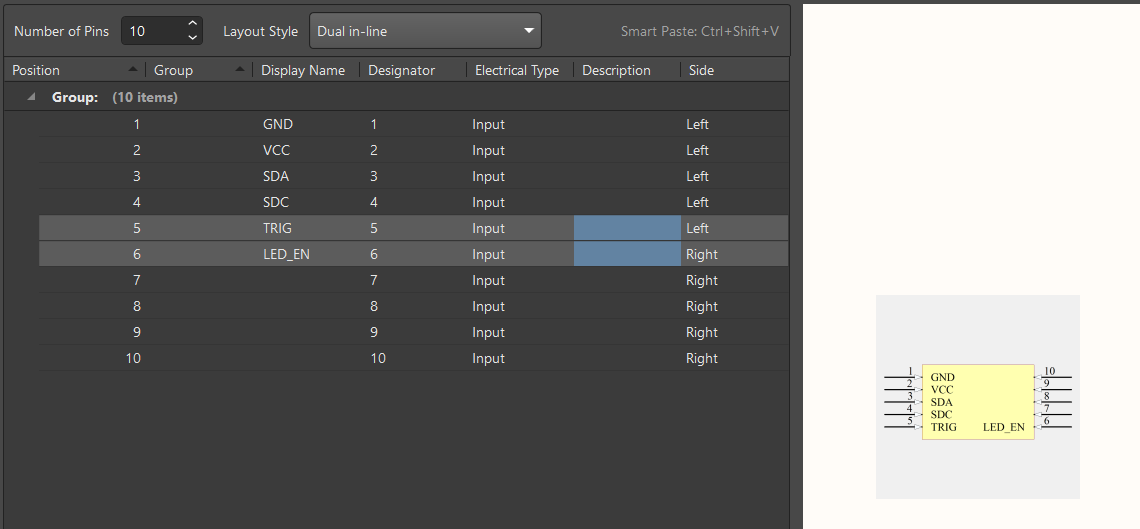 Number of Pins 10 Layout Style Dual in-line Smart Paste: Ctrl+Shift+V
Position Group Display Name Designator Electrical Type Description Side
Group: (10 items)
1 GND 1 Input Left
2 VCC 2 Input Left
3 SDA 3 Input Left
4 SDC 4 Input Left
5 TRIG 5 Input Left
6 LED_EN 6 Input Right
7 7 Input Right
8 8 Input Right
9 9 Input Right
10 10 Input Right
1 GND 10
2 VCC 9
3 SDA 8
4 SDC 7
5 TRIG LED_EN 6